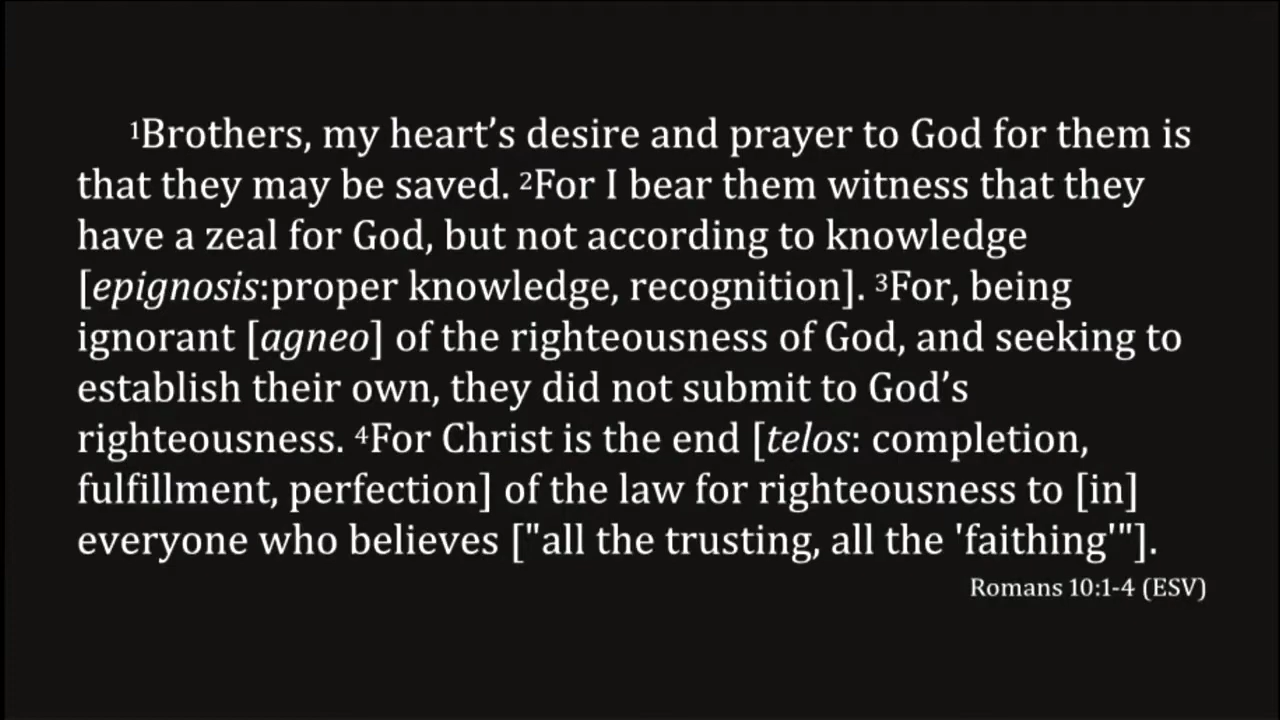 ¹Brothers, my heart’s desire and prayer to God for them is
that they may be saved. ²For I bear them witness that they
have a zeal for God, but not according to knowledge
[epignosis:proper knowledge, recognition]. ³For, being
ignorant [agneo] of the righteousness of God, and seeking to
establish their own, they did not submit to God’s
righteousness. ⁴For Christ is the end [telos: completion,
fulfillment, perfection] of the law for righteousness to [in]
everyone who believes ["all the trusting, all the 'faithing'"].
Romans 10:1-4 (ESV)